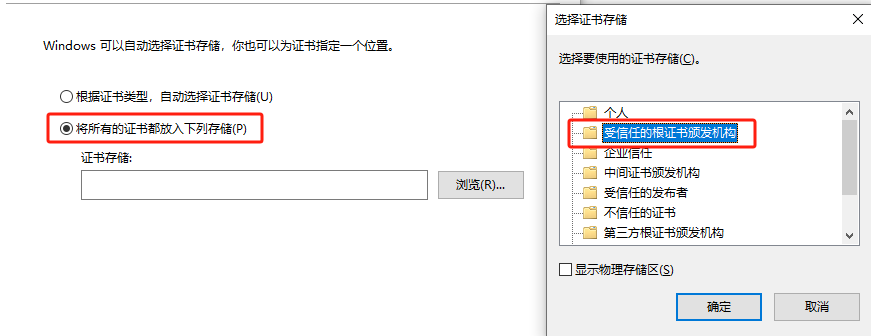 Windows 可以自动选择证书存储，你也可以为证书指定一个位置。
根据证书类型，自动选择证书存储(U)
将所有的证书都放入下列存储(P)
证书存储:
浏览(R)...
选择证书存储
选择要使用的证书存储(C)。
个人
受信任的根证书颁发机构
企业信任
中间证书颁发机构
受信任的发布者
不信任的证书
第三方根证书颁发机构
显示物理存储区(S)
确定
取消